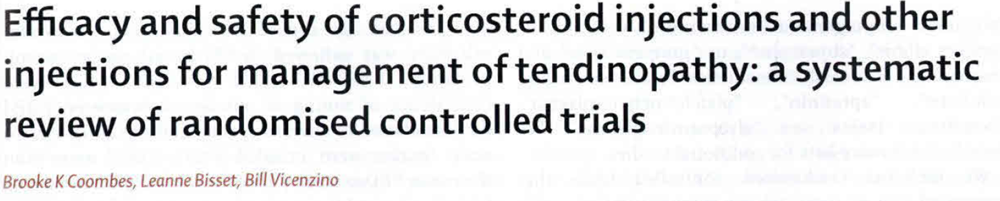 Efficacy and safety of corticosteroid injections and other
injections for management of tendinopathy: a systematic
review of randomised controlled trials
Brooke K Coombes, Leanne Bisset, Bill Vicenzino